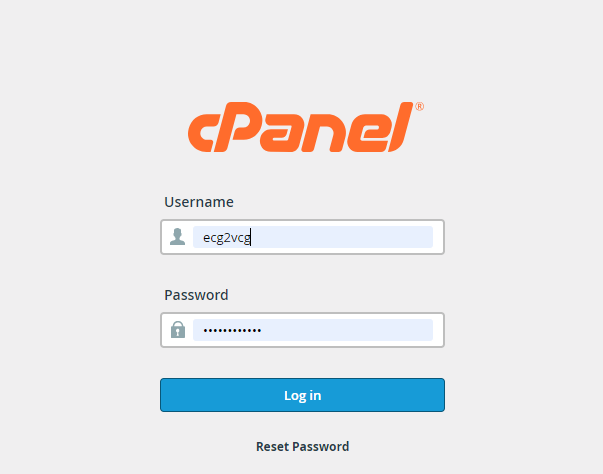 cPanel®
Username
ecg2vcg
Password
••••••••••••
Log in
Reset Password